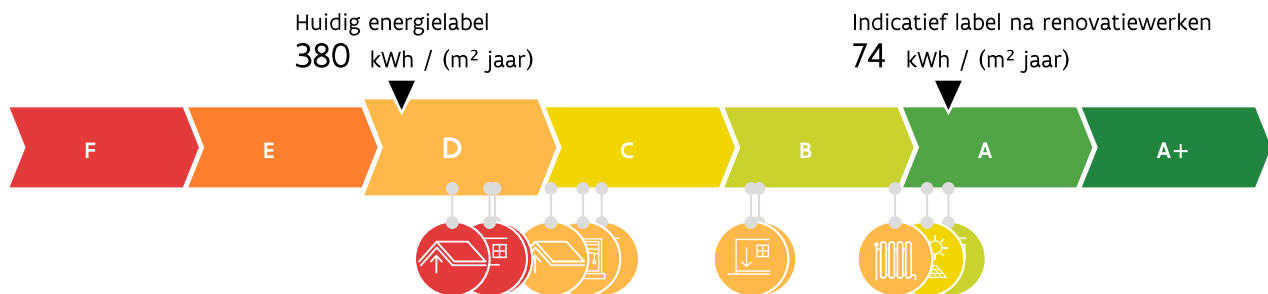 Huidig energielabel
380 kWh / (m² jaar)
Indicatief label na renovatiewerken
74 kWh / (m² jaar)
F E D C B A A+